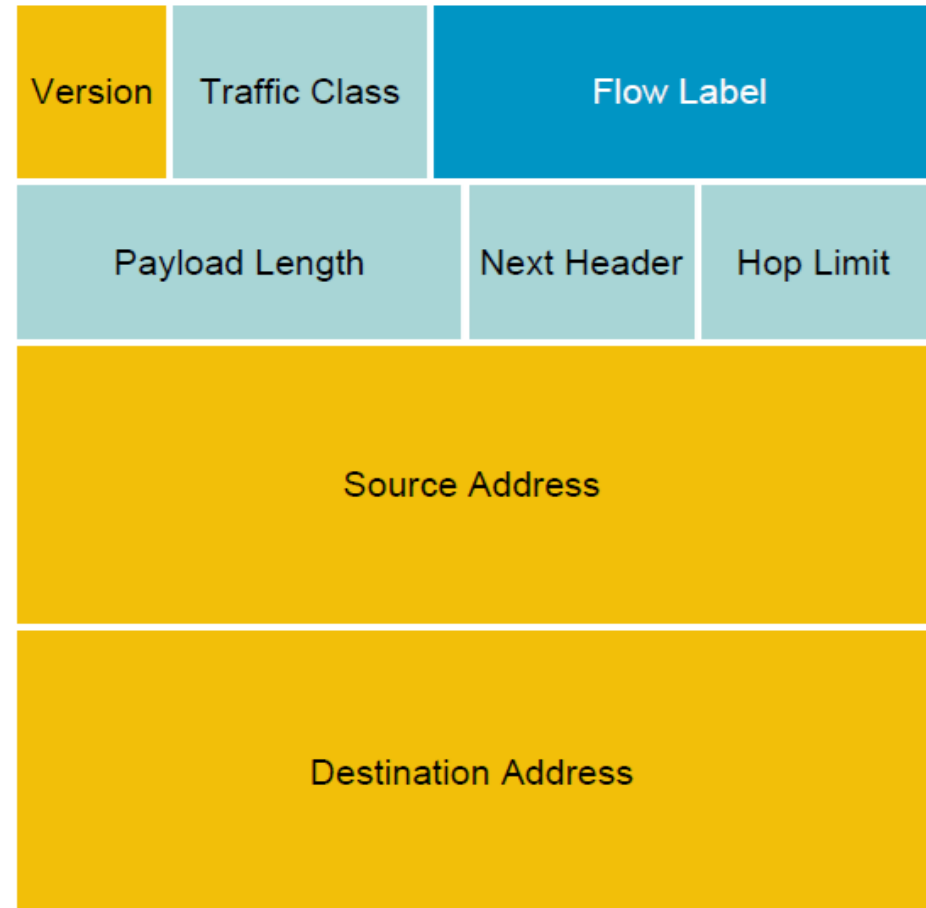 Version
Traffic Class
Flow Label
Payload Length
Next Header
Hop Limit
Source Address
Destination Address